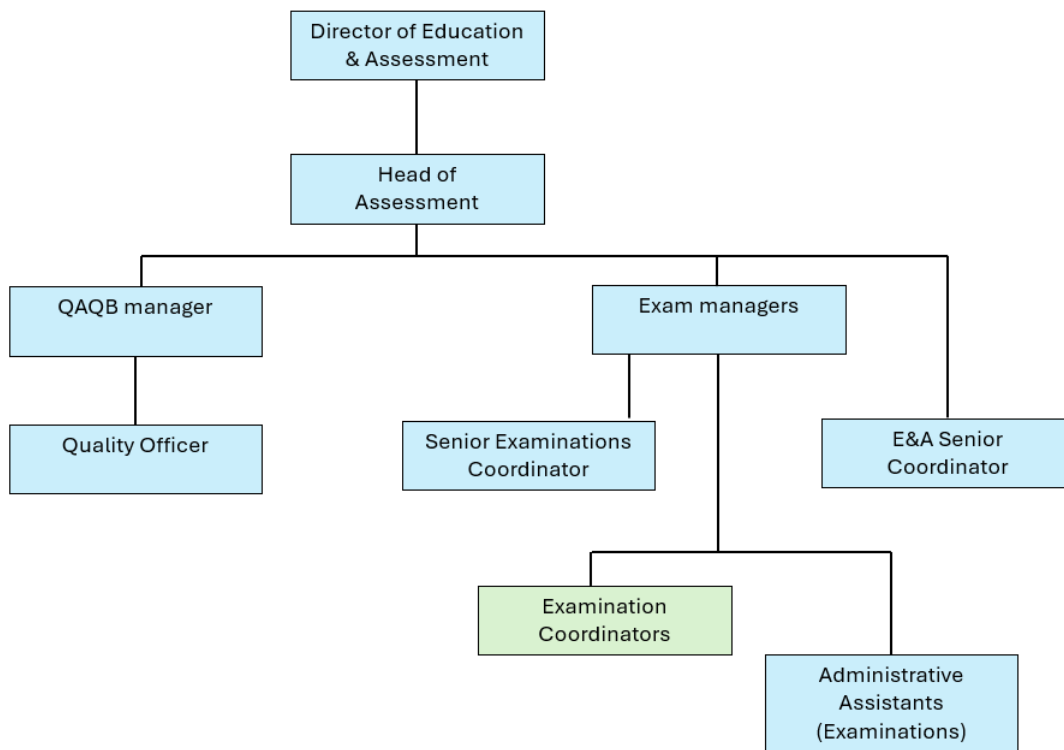 Director of Education
& Assessment
Head of
Assessment
QAQB manager
Exam managers
Quality Officer
Senior Examinations
Coordinator
E&A Senior
Coordinator
Examination
Coordinators
Administrative
Assistants
(Examinations)